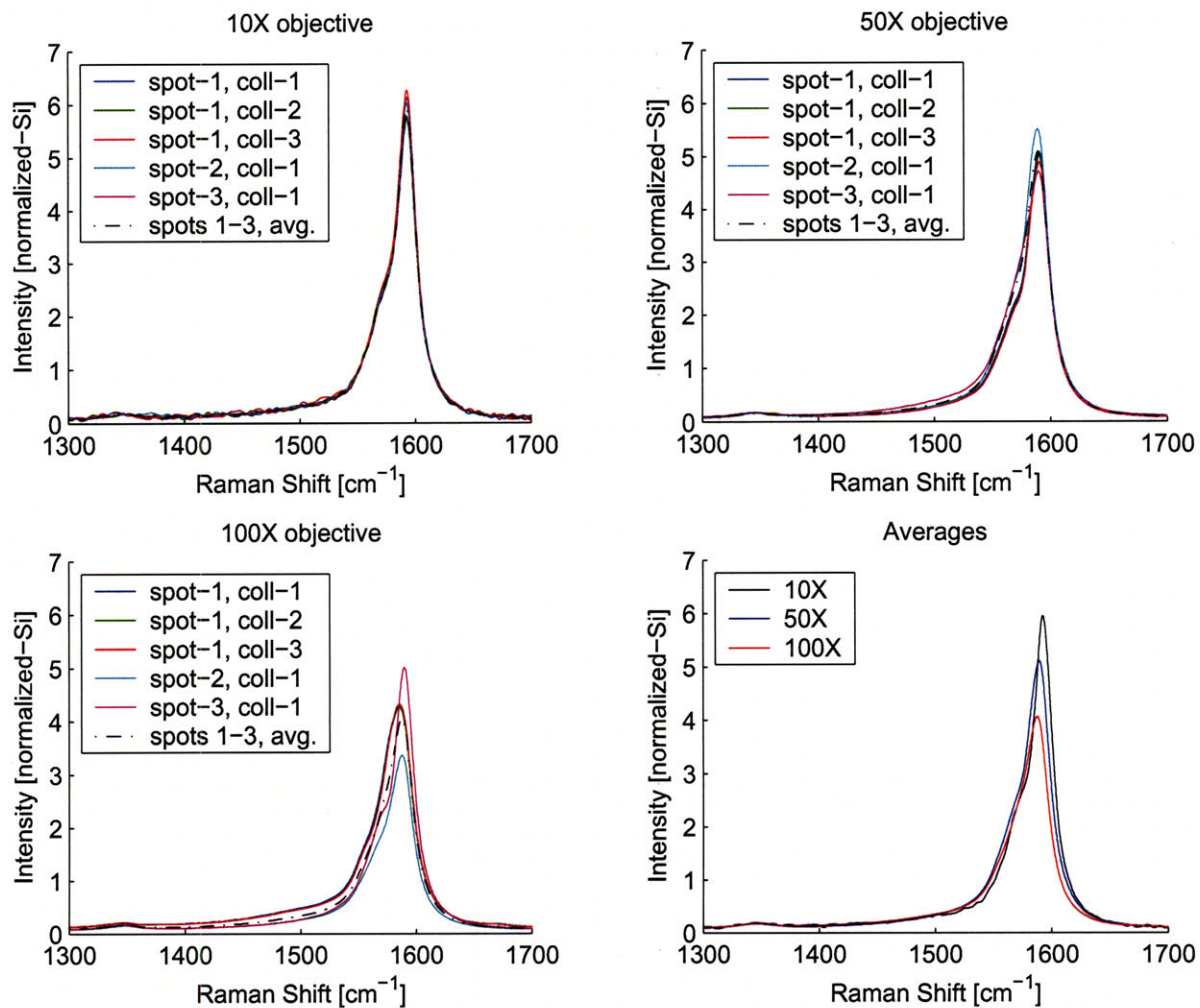 10X objective
7
6
5
4
3
2
1
0
Intensity [normalized−Si]
spot−1, coll−1
spot−1, coll−2
spot−1, coll−3
spot−2, coll−1
spot−3, coll−1
spots 1−3, avg.
1300 1400 1500 1600 1700
Raman Shift [cm⁻¹]
50X objective
7
6
5
4
3
2
1
0
Intensity [normalized−Si]
spot−1, coll−1
spot−1, coll−2
spot−1, coll−3
spot−2, coll−1
spot−3, coll−1
spots 1−3, avg.
1300 1400 1500 1600 1700
Raman Shift [cm⁻¹]
100X objective
7
6
5
4
3
2
1
0
Intensity [normalized−Si]
spot−1, coll−1
spot−1, coll−2
spot−1, coll−3
spot−2, coll−1
spot−3, coll−1
spots 1−3, avg.
1300 1400 1500 1600 1700
Raman Shift [cm⁻¹]
Averages
7
6
5
4
3
2
1
0
Intensity [normalized−Si]
10X
50X
100X
1300 1400 1500 1600 1700
Raman Shift [cm⁻¹]